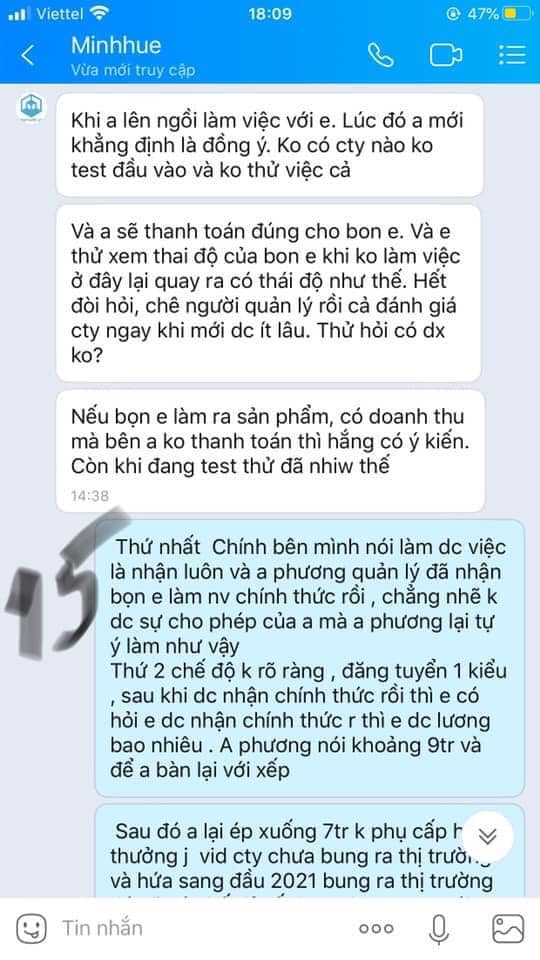 Viettel 18:09 47%
Minhhue
Vừa mới truy cập
Khi a lên ngồi làm việc với e. Lúc đó a mới
khẳng định là đồng ý. Ko có cty nào ko
test đầu vào và ko thử việc cả
Và a sẽ thanh toán đúng cho bon e. Và e
thử xem thai độ của bon e khi ko làm việc
ở đây lại quay ra có thái độ như thế. Hết
đòi hỏi, chê người quản lý rồi cả đánh giá
cty ngay khi mới dc ít lâu. Thử hỏi có dx
ko?
Nếu bọn e làm ra sản phẩm, có doanh thu
mà bên a ko thanh toán thì hẵng có ý kiến.
Còn khi đang test thử đã nhiw thế
14:38
15
Thứ nhất Chính bên mình nói làm dc việc
là nhận luôn và a phương quản lý đã nhận
bọn e làm nv chính thức rồi , chẳng nhẽ k
dc sự cho phép của a mà a phương lại tự
ý làm như vậy
Thứ 2 chế độ k rõ ràng , đăng tuyển 1 kiểu
, sau khi dc nhận chính thức rồi thì e có
hỏi e dc nhận chính thức r thì e dc lương
bao nhiêu . A phương nói khoảng 9tr và
để a bàn lại với xếp
Sau đó a lại ép xuống 7tr k phụ cấp
thưởng j vid cty chưa bung ra thị
và hứa sang đầu 2021 bung ra thị trường
Tin nhắn